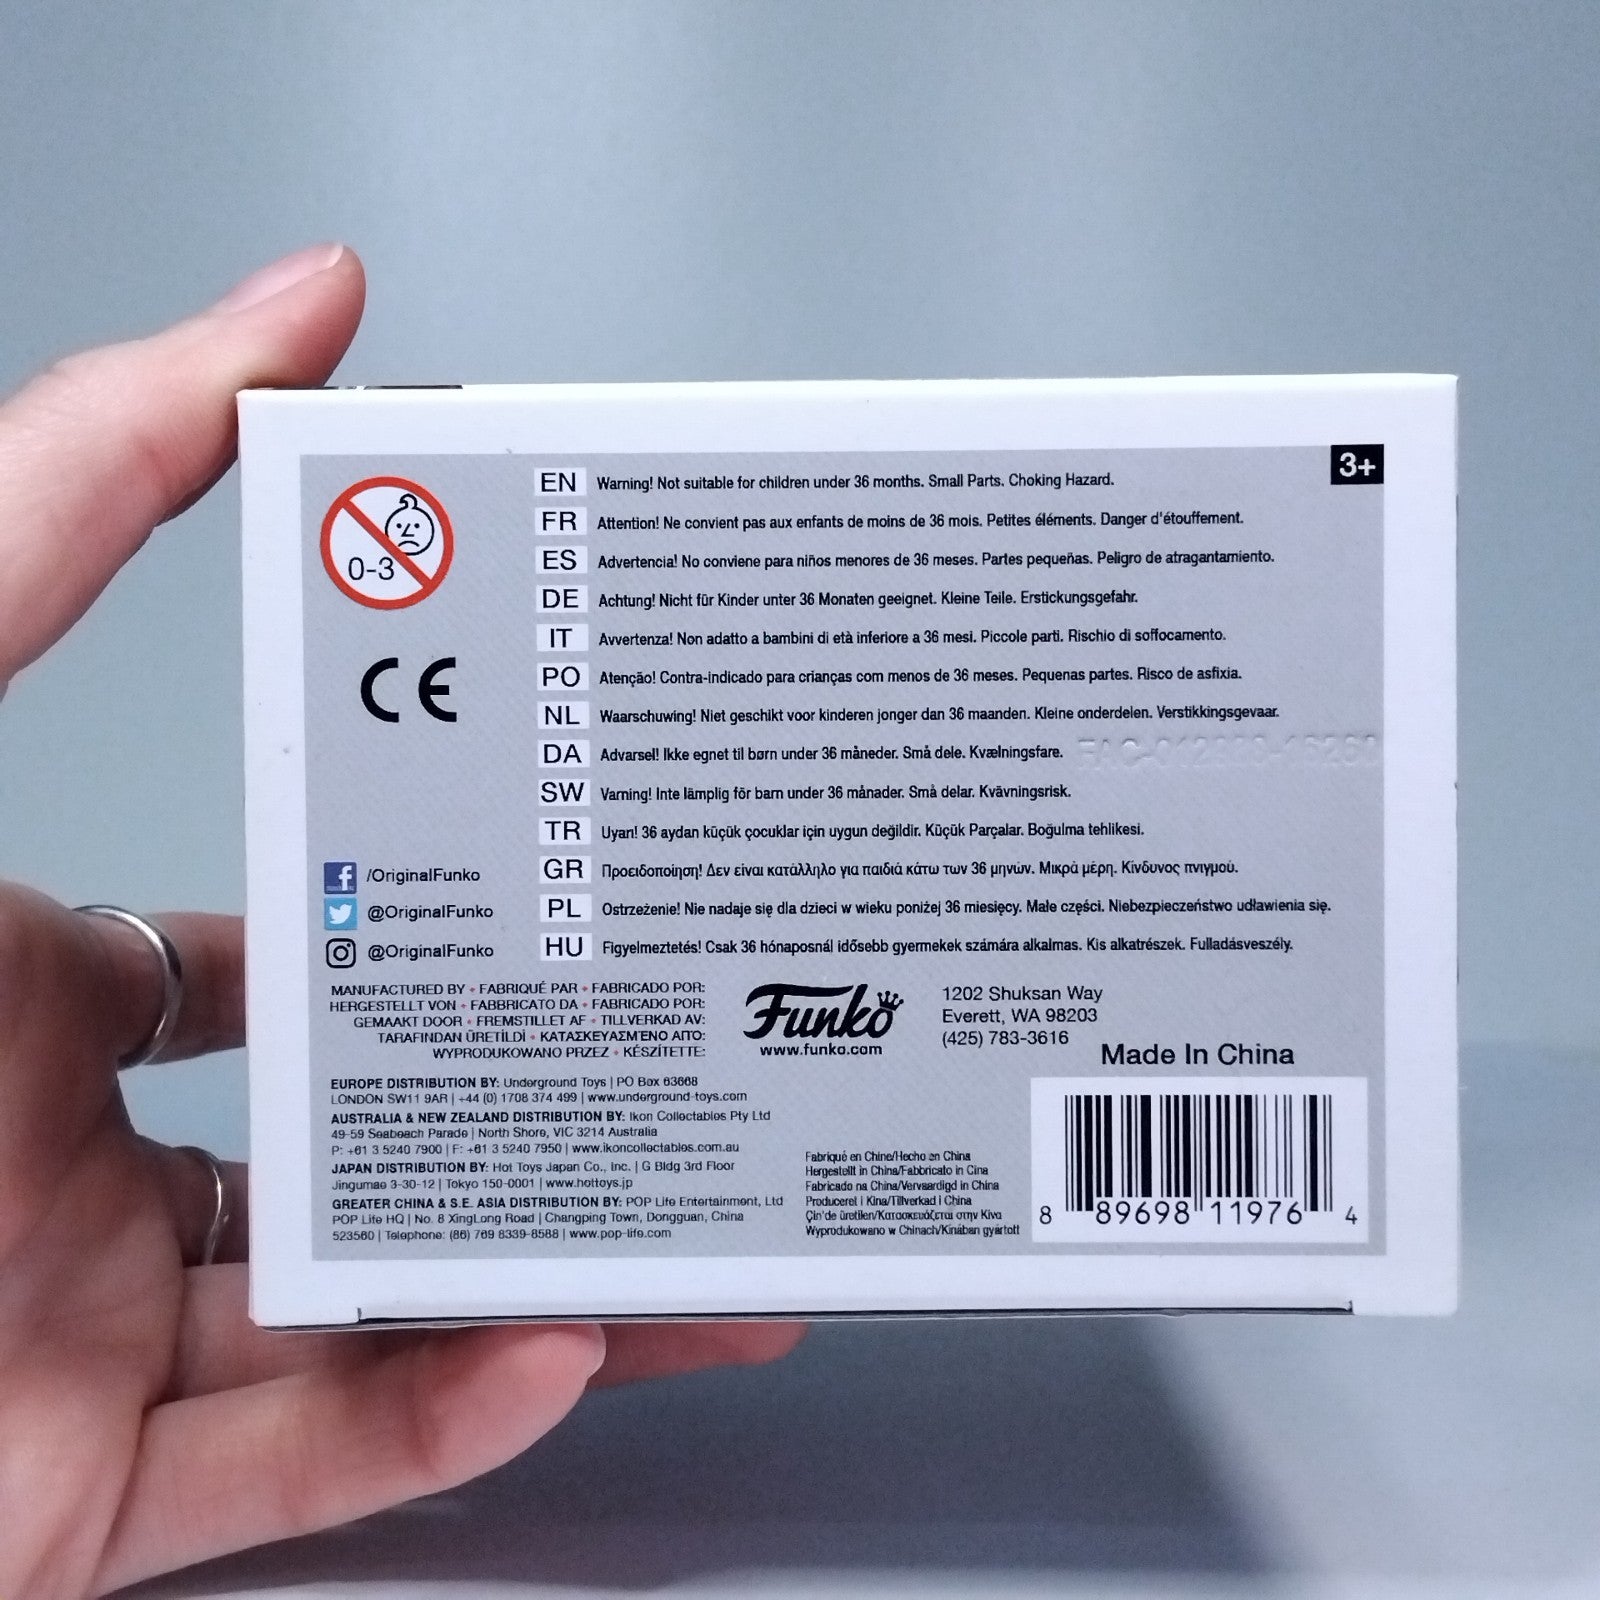 3+
0-3
EN Warning! Not suitable for children under 36 months. Small Parts. Choking Hazard.
FR Attention! Ne convient pas aux enfants de moins de 36 mois. Petites éléments. Danger d'étouffement.
ES Advertencia! No conviene para niños menores de 36 meses. Partes pequeñas. Peligro de atragantamiento.
DE Achtung! Nicht für Kinder unter 36 Monaten geeignet. Kleine Teile. Erstickungsgefahr.
IT Avvertenza! Non adatto a bambini di età inferiore a 36 mesi. Piccole parti. Rischio di soffocamento.
PO Atenção! Contra-indicado para crianças com menos de 36 meses. Pequenas partes. Risco de asfixia.
NL Waarschuwing! Niet geschikt voor kinderen jonger dan 36 maanden. Kleine onderdelen. Verstikkingsgevaar.
DA Advarsel! Ikke egnet til børn under 36 måneder. Små dele. Kvælningsfare.
SW Varning! Inte lämplig för barn under 36 månader. Små delar. Kvävningsrisk.
TR Uyarı! 36 aydan küçük çocuklar için uygun değildir. Küçük Parçalar. Boğulma tehlikesi.
GR Προειδοποίηση! Δεν είναι κατάλληλο για παιδιά κάτω των 36 μηνών. Μικρά μέρη. Κίνδυνος πνιγμού.
PL Ostrzeżenie! Nie nadaje się dla dzieci w wieku poniżej 36 miesięcy. Małe części. Niebezpieczeństwo udławienia się.
HU Figyelmeztetés! Csak 36 hónaposnál idősebb gyermekek számára alkalmas. Kis alkatrészek. Fulladásveszély.
CE
/OriginalFunko
@OriginalFunko
@OriginalFunko
MANUFACTURED BY • FABRIQUÉ PAR • FABRICADO POR:
HERGESTELLT VON • FABBRICATO DA • FABRICADO POR:
GEMAAKT DOOR • FREMSTILLET AF • TILLVERKAD AV:
TARAFINDAN ÜRETİLDİ • ΚΑΤΑΣΚΕΥΑΣΜΈΝΟ ΑΠΌ:
WYPRODUKOWANO PRZEZ • KÉSZÍTETTE:
Funko
www.funko.com
1202 Shuksan Way
Everett, WA 98203
(425) 783-3616
Made In China
EUROPE DISTRIBUTION BY: Underground Toys | PO Box 63668
LONDON SW11 9AR | +44 (0) 1708 374 499 | www.underground-toys.com
AUSTRALIA & NEW ZEALAND DISTRIBUTION BY: Ikon Collectables Pty Ltd
49-59 Seabeach Parade | North Shore, VIC 3214 Australia
P: +61 3 5240 7900 | F: +61 3 5240 7950 | www.ikoncollectables.com.au
JAPAN DISTRIBUTION BY: Hot Toys Japan Co., Inc. | G Bldg 3rd Floor
Jingumae 3-30-12 | Tokyo 150-0001 | www.hottoys.jp
GREATER CHINA & S.E. ASIA DISTRIBUTION BY: POP Life Entertainment, Ltd
POP Life HQ | No. 8 XingLong Road | Changping Town, Dongguan, China
523560 | Telephone: (86) 769 8339-8588 | www.pop-life.com
Fabriqué en Chine/Hecho en China
Hergestellt in China/Fabbricato in Cina
Fabricado na China/Vervaardigd in China
Produceret i Kina/Tillverkad i China
Çin'de üretilen/Κατασκευάζεται στην Κίνα
Wyprodukowano w Chinach/Kínában gyártott
8 89698 11976 4